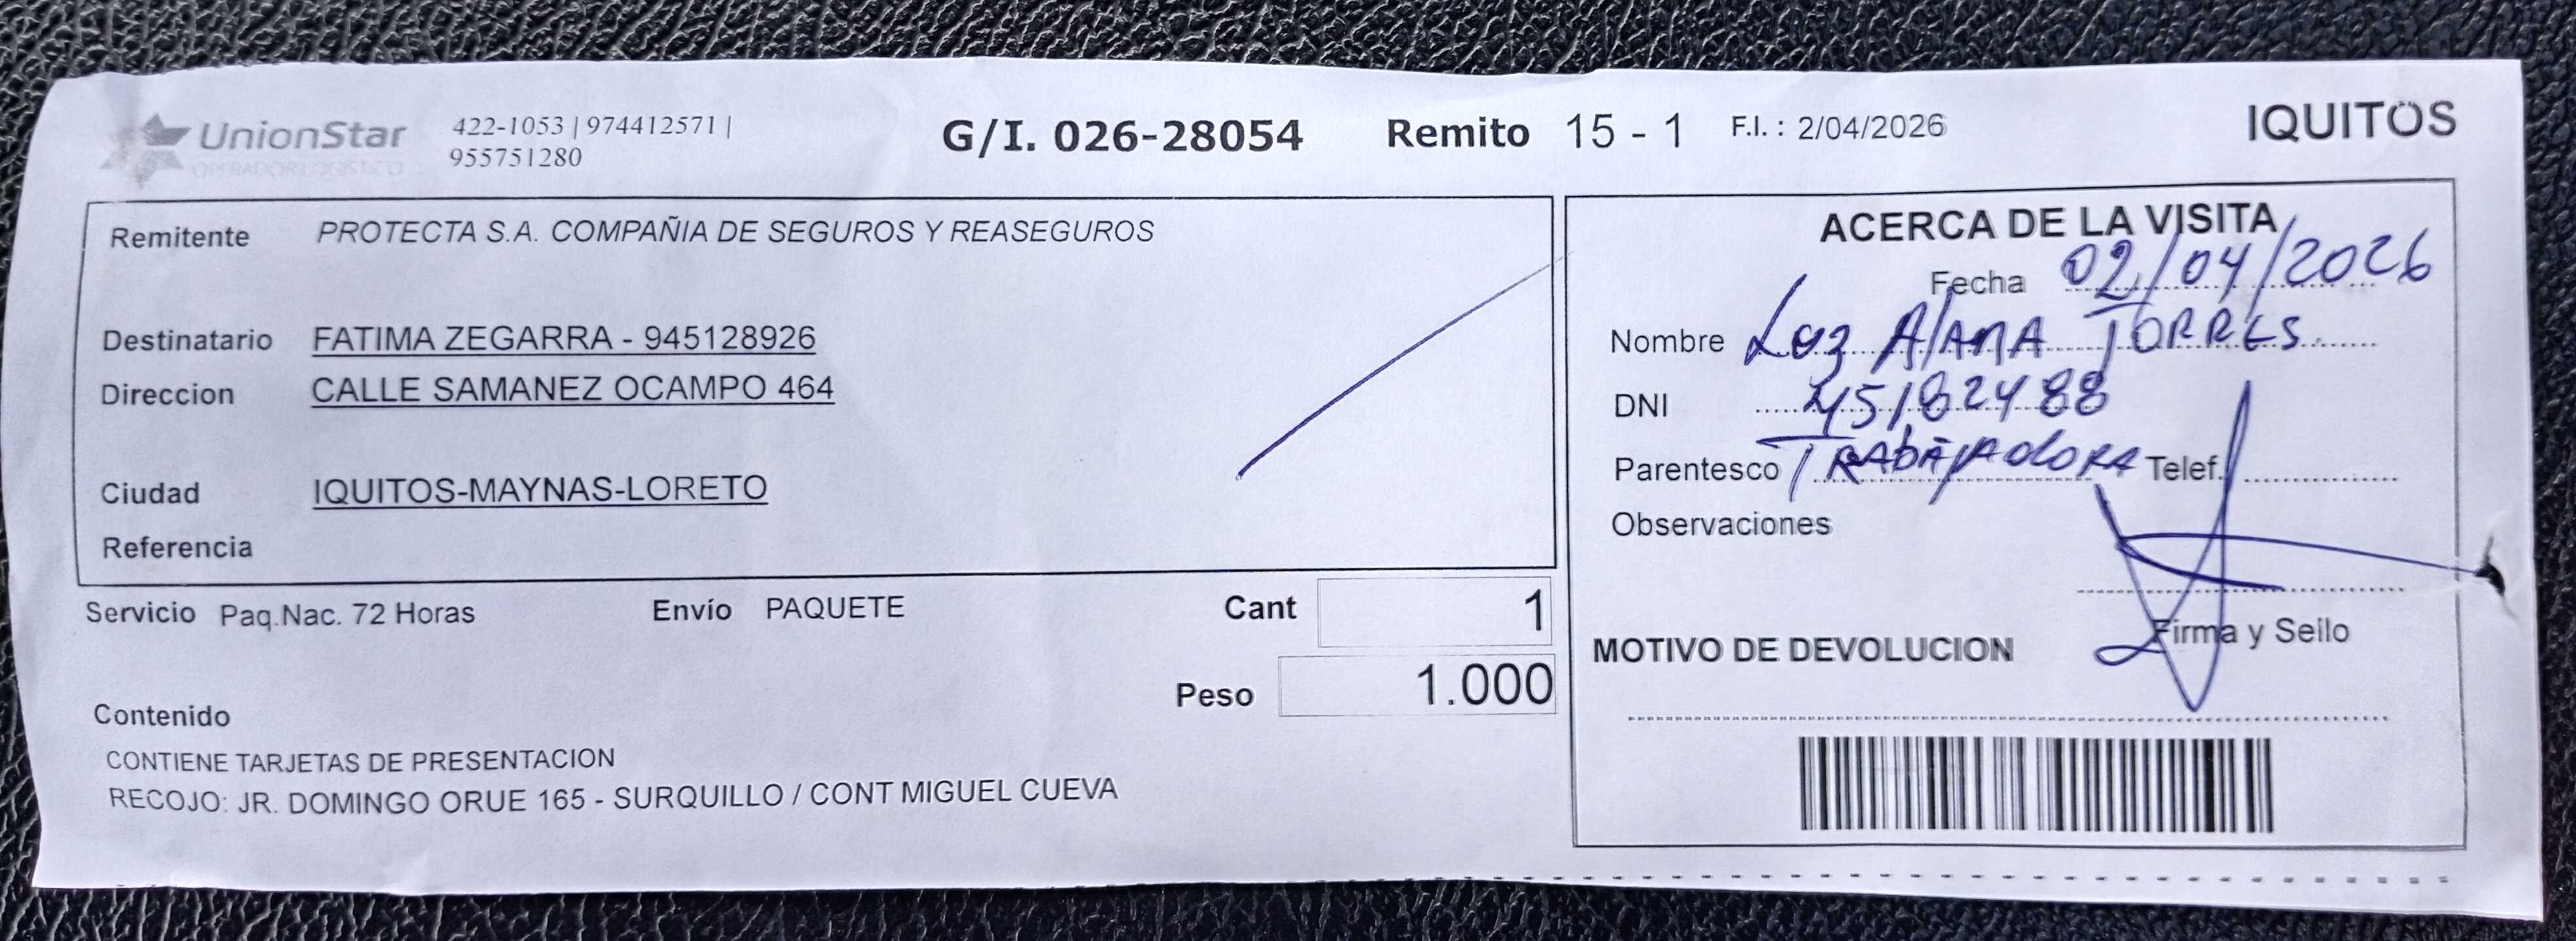 UnionStar
OPERADOR LOGISTICO
422-1053 | 974412571 |
955751280
G/I. 026-28054 Remito 15 - 1 F.I. : 2/04/2026 IQUITOS
Remitente PROTECTA S.A. COMPAÑIA DE SEGUROS Y REASEGUROS
Destinatario FATIMA ZEGARRA - 945128926
Direccion CALLE SAMANEZ OCAMPO 464
Ciudad IQUITOS-MAYNAS-LORETO
Referencia
Servicio Paq.Nac. 72 Horas Envío PAQUETE Cant 1
Peso 1.000
Contenido
CONTIENE TARJETAS DE PRESENTACION
RECOJO: JR. DOMINGO ORUE 165 - SURQUILLO / CONT MIGUEL CUEVA
ACERCA DE LA VISITA
Fecha 02/04/2026
Nombre Luz AlAnA TORRES
DNI 45182488
Parentesco TRAbAjAdoRA Telef.
Observaciones
Firma y Sello
MOTIVO DE DEVOLUCION